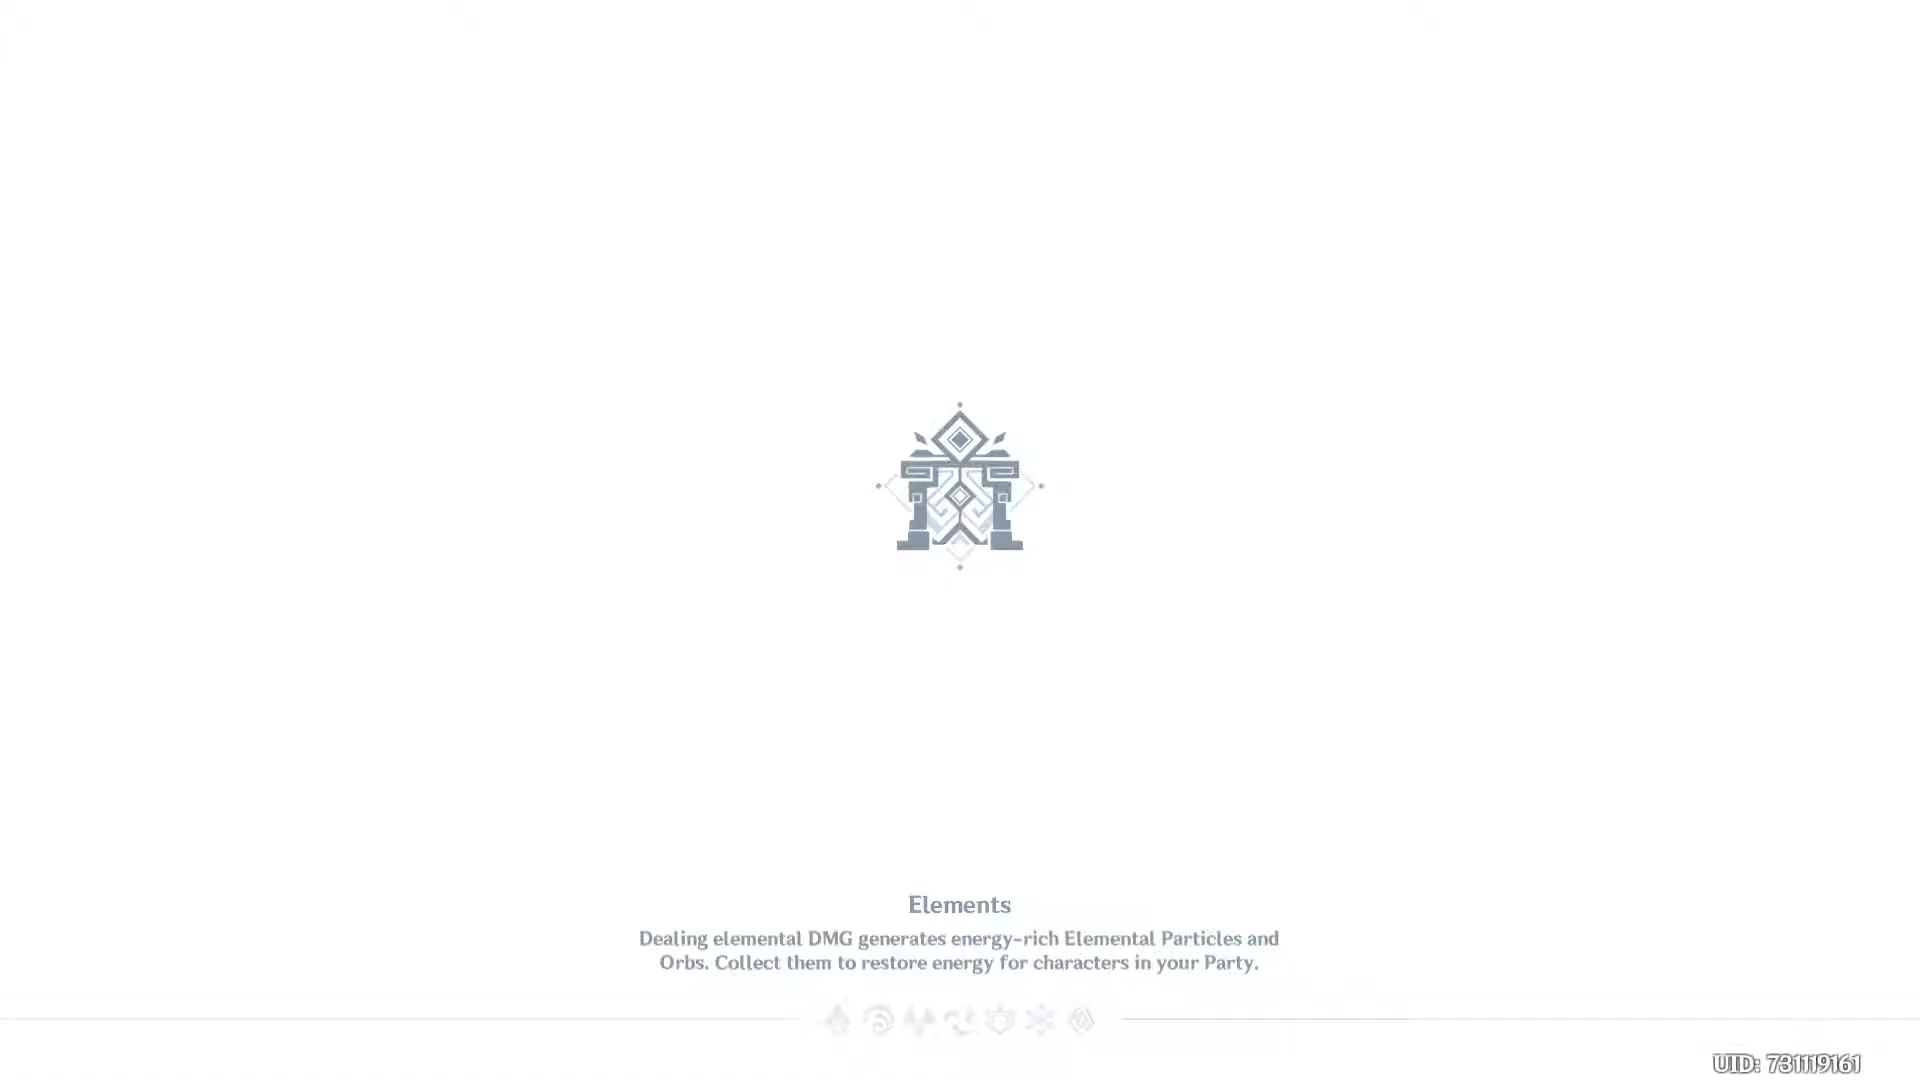 Elements
Dealing elemental DMG generates energy-rich Elemental Particles and
Orbs. Collect them to restore energy for characters in your Party.
UID: 731119161